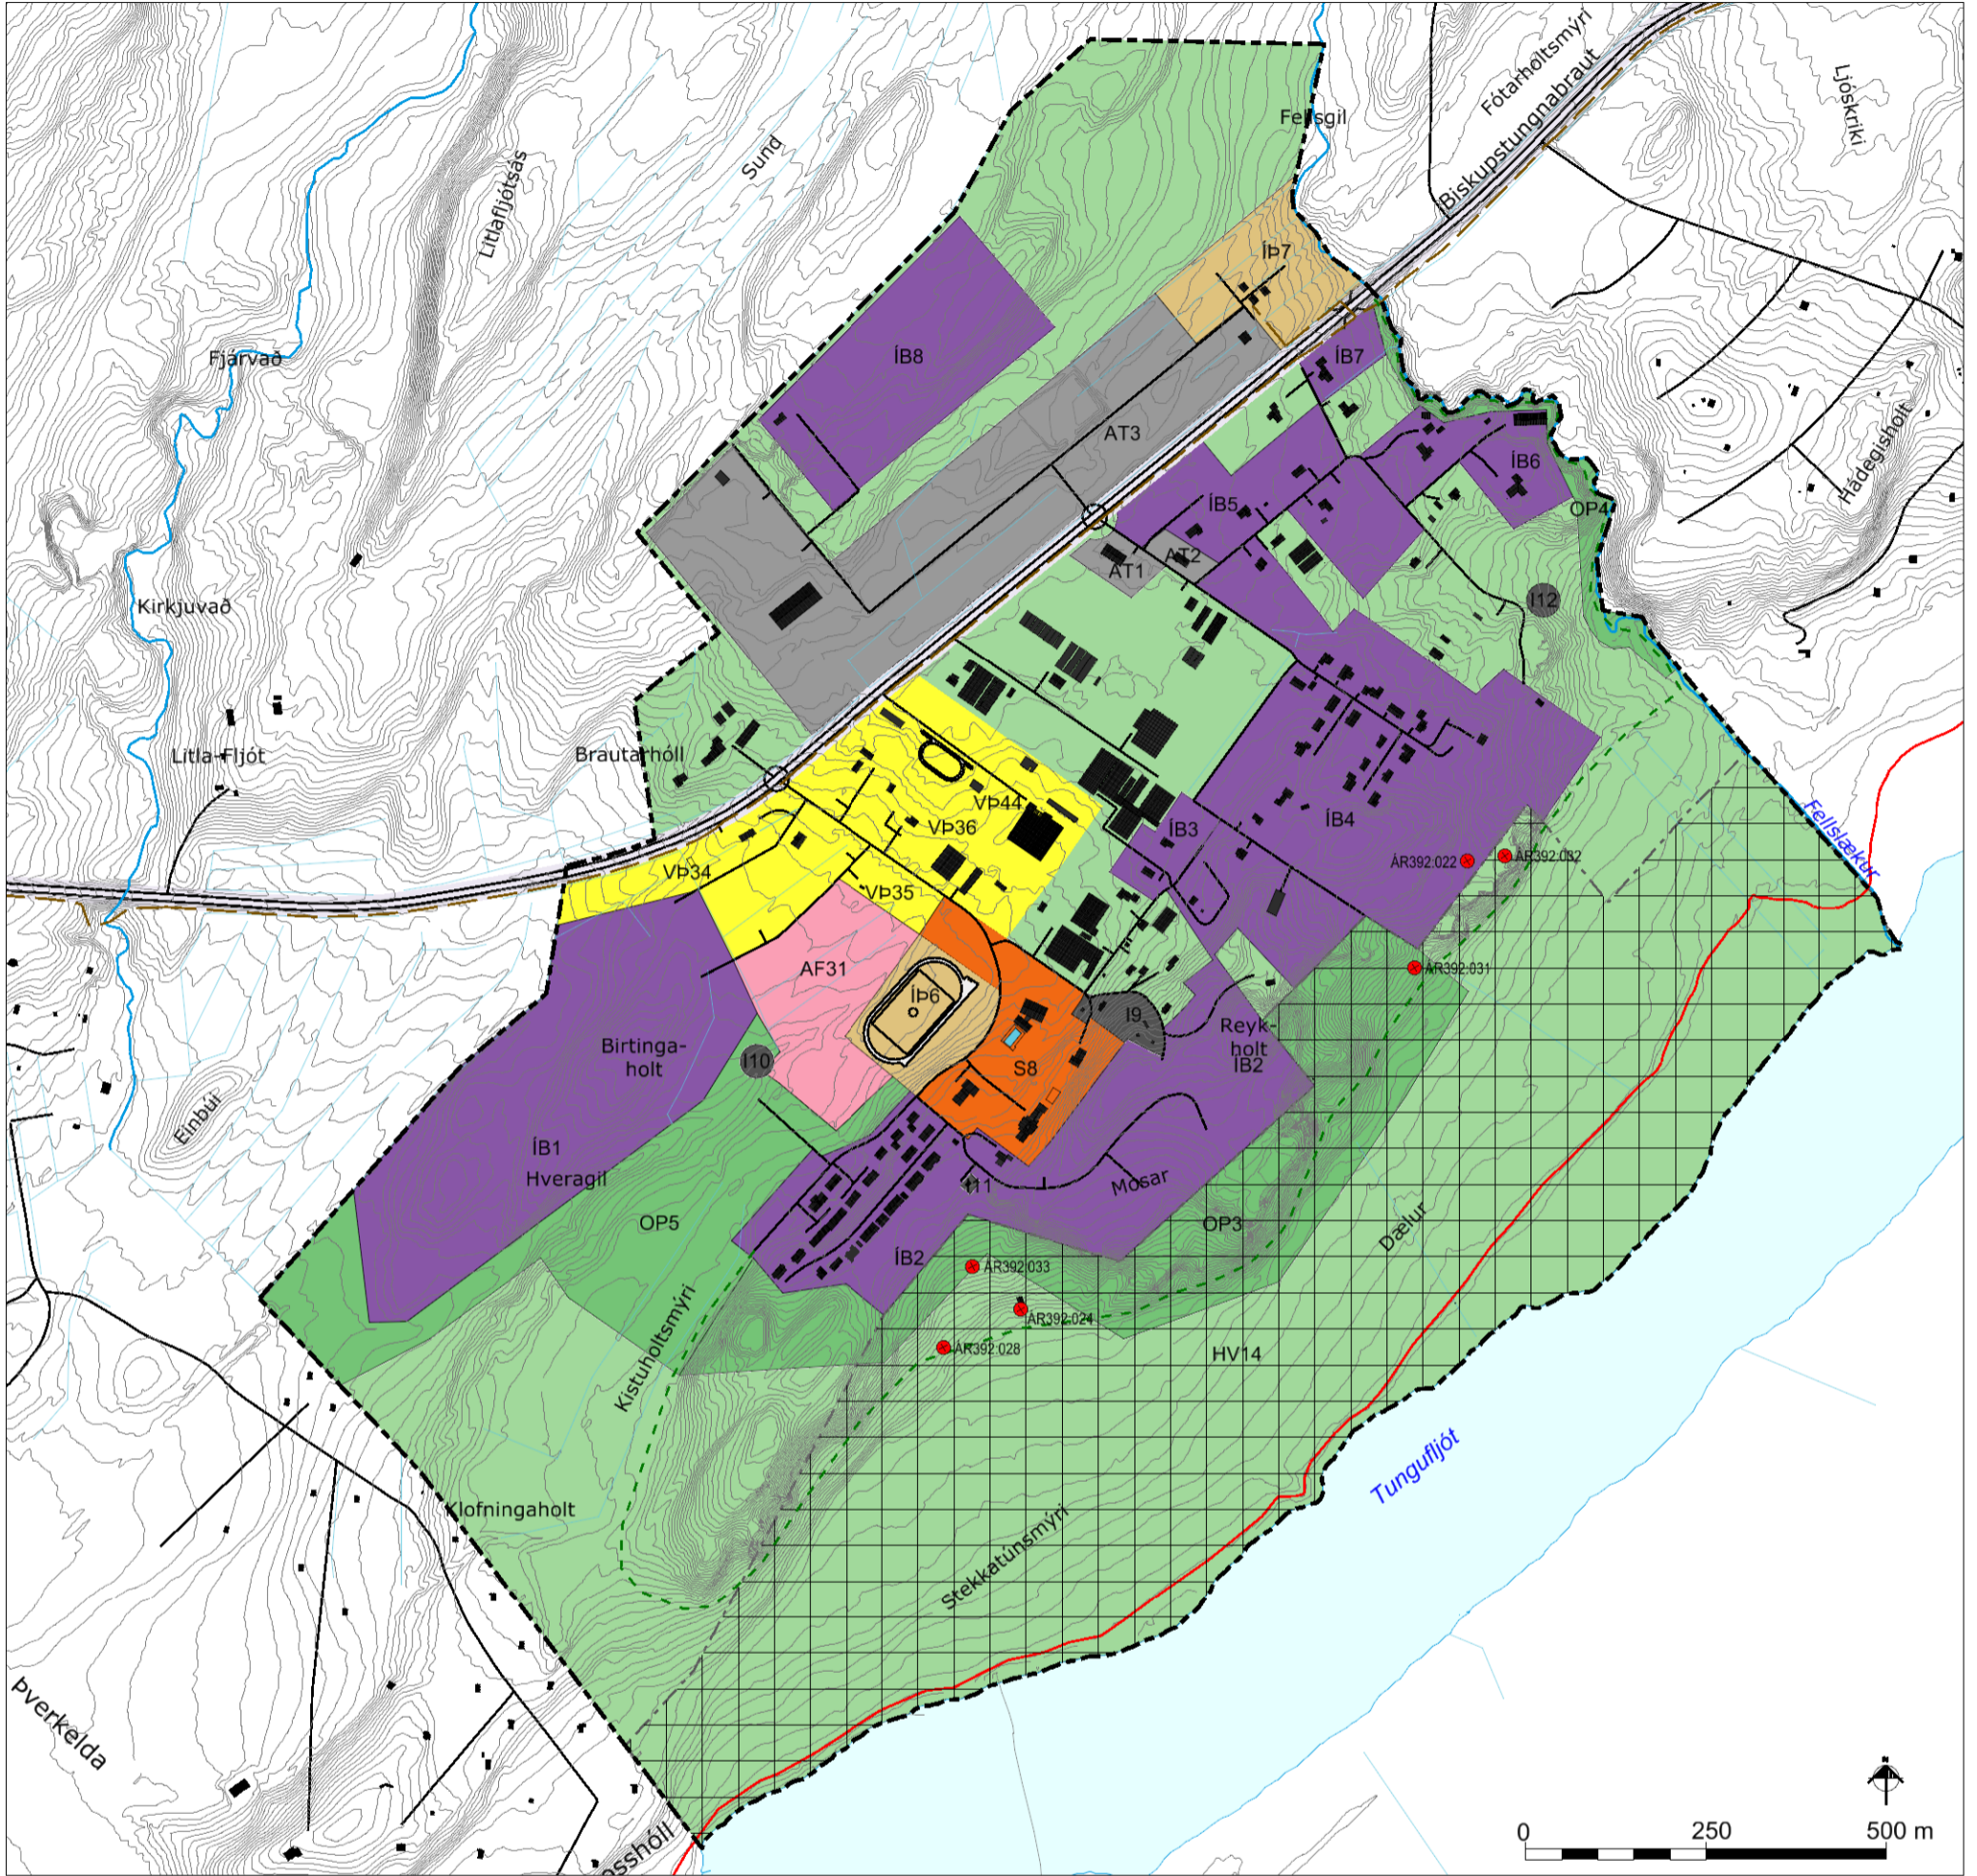 Fótarholtsmýri
Ljóskriki
Biskupstungnabraut
Fellsgil
Sund
Litlafljótsás
ÍÞ7
Fjárvað
ÍB8
ÍB7
AT3
Hádegisholt
ÍB6
ÍB5
OP4
AT2
AT1
Kirkjuvað
I12
Litla-Fljót
Brautarhóll
VÞ44
VÞ36
ÍB3
ÍB4
Fellslækur
ÁR392:022
ÁR392:032
VÞ34
VÞ35
AF31
ÁR392:031
ÍÞ6
I9
Reyk-
holt
ÍB2
Birtinga-
holt
I10
S8
Einbúi
ÍB1
Hveragil
Mosar
I11
OP5
OP3
Dælur
ÍB2
ÁR392:033
ÁR392:024
ÁR392:028
HV14
Kistuholtsmýri
Tungufljót
Klofningaholt
Stekkatúnsmýri
Þverkelda
osshóll
N
0 250 500 m